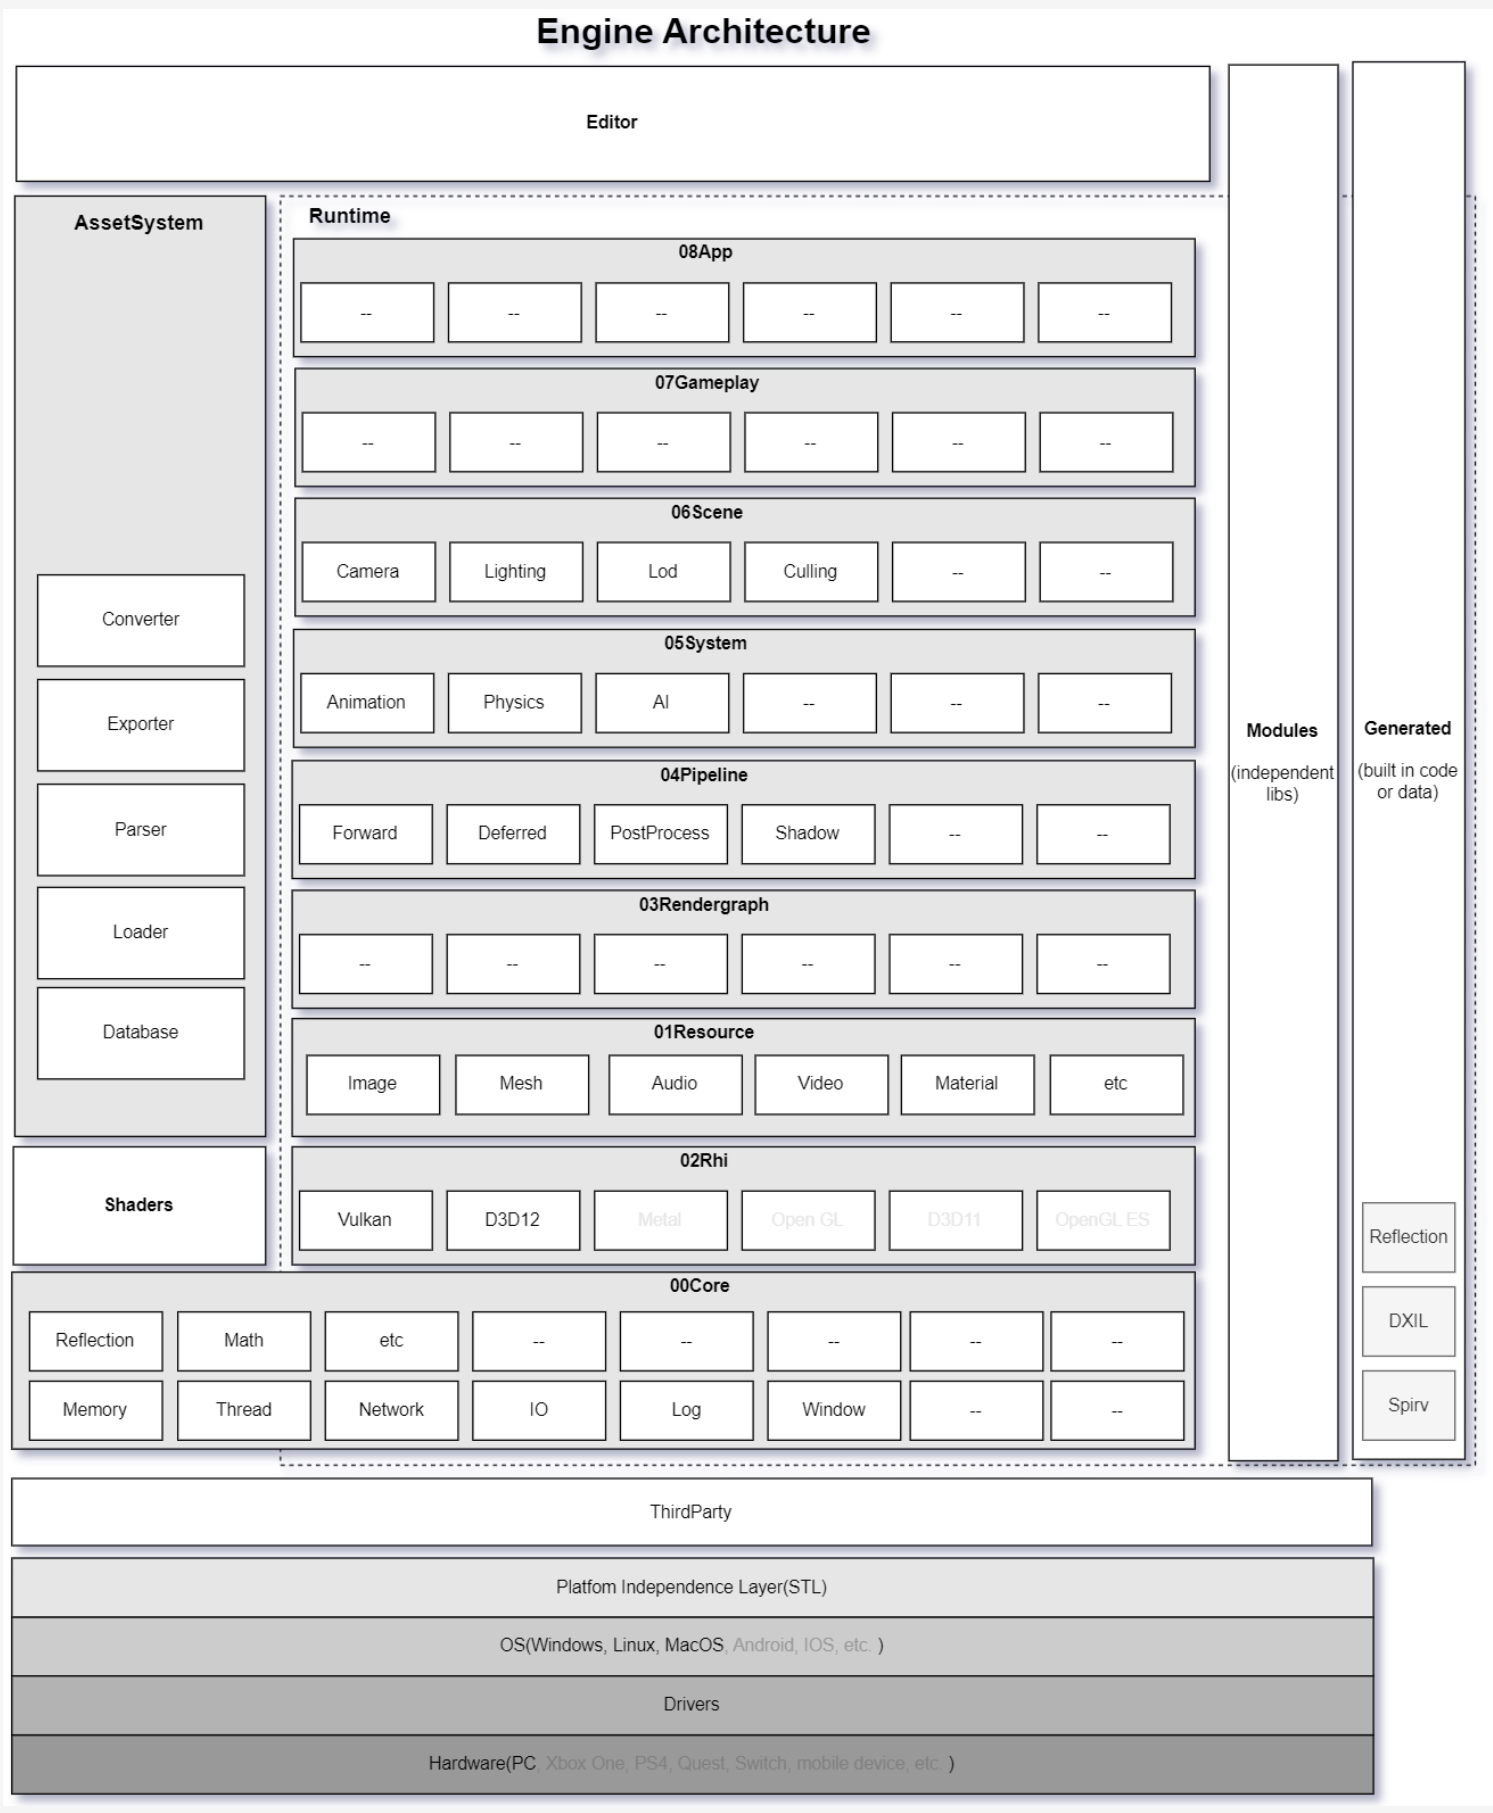 Engine Architecture
Editor
AssetSystem
Converter
Exporter
Parser
Loader
Database
Shaders
Runtime
08App
-- -- -- -- -- --
07Gameplay
-- -- -- -- -- --
06Scene
Camera Lighting Lod Culling -- --
05System
Animation Physics AI -- -- --
04Pipeline
Forward Deferred PostProcess Shadow -- --
03Rendergraph
-- -- -- -- -- --
01Resource
Image Mesh Audio Video Material etc
02Rhi
Vulkan D3D12 Metal Open GL D3D11 OpenGL ES
00Core
Reflection Math etc -- -- -- -- --
Memory Thread Network IO Log Window -- --
Modules
(independent
libs)
Generated
(built in code
or data)
Reflection
DXIL
Spirv
ThirdParty
Platfom Independence Layer(STL)
OS(Windows, Linux, MacOS, Android, IOS, etc. )
Drivers
Hardware(PC, Xbox One, PS4, Quest, Switch, mobile device, etc. )